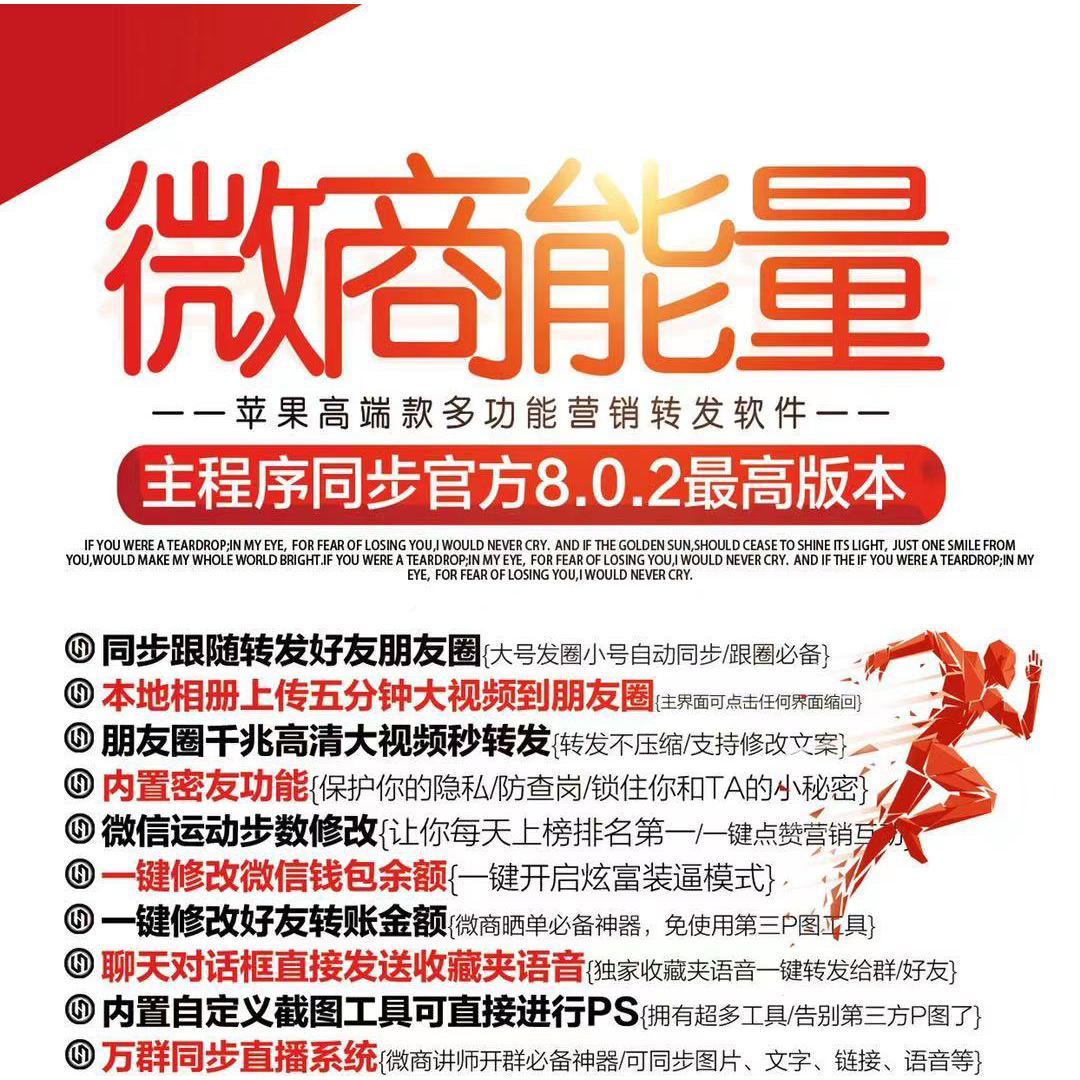 微商能量
——苹果高端款多功能营销转发软件——
主程序同步官方8.0.2最高版本
IF YOU WERE A TEARDROP;IN MY EYE, FOR FEAR OF LOSING YOU,I WOULD NEVER CRY. AND IF THE GOLDEN SUN,SHOULD CEASE TO SHINE ITS LIGHT, JUST ONE SMILE FROM
YOU,WOULD MAKE MY WHOLE WORLD BRIGHT.IF YOU WERE A TEARDROP;IN MY EYE, FOR FEAR OF LOSING YOU,I WOULD NEVER CRY. AND IF THE IF YOU WERE A TEARDROP;IN MY
EYE, FOR FEAR OF LOSING YOU,I WOULD NEVER CRY.
同步跟随转发好友朋友圈{大号发圈小号自动同步/跟圈必备}
本地相册上传五分钟大视频到朋友圈{主界面可点击任何界面缩回}
朋友圈千兆高清大视频秒转发{转发不压缩/支持修改文案}
内置密友功能{保护你的隐私/防查岗/锁住你和TA的小秘密}
微信运动步数修改{让你每天上榜排名第一/一键点赞营销互动}
一键修改微信钱包余额{一键开启炫富装逼模式}
一键修改好友转账金额{微商晒单必备神器，免使用第三P图工具}
聊天对话框直接发送收藏夹语音{独家收藏夹语音一键转发给群/好友}
内置自定义截图工具可直接进行PS{拥有超多工具/告别第三方P图了}
万群同步直播系统{微商讲师开群必备神器/可同步图片、文字、链接、语音等}